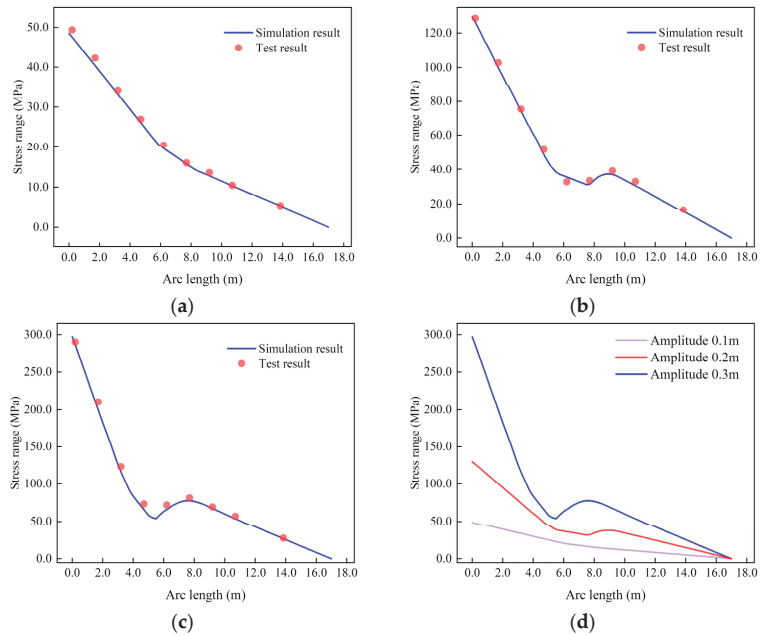 50.0
40.0
30.0
20.0
10.0
0.0
Stress range (MPa)
Simulation result
Test result
0.0 2.0 4.0 6.0 8.0 10.0 12.0 14.0 16.0 18.0
Arc length (m)
(a)
120.0
100.0
80.0
60.0
40.0
20.0
0.0
Stress range (MPε)
Simulation result
Test result
0.0 2.0 4.0 6.0 8.0 10.0 12.0 14.0 16.0 18.0
Arc length (m)
(b)
300.0
250.0
200.0
150.0
100.0
50.0
0.0
Stress range (MPa)
Simulation result
Test result
0.0 2.0 4.0 6.0 8.0 10.0 12.0 14.0 16.0 18.0
Arc length (m)
(c)
300.0
250.0
200.0
150.0
100.0
50.0
0.0
Stress range (MPa)
Amplitude 0.1m
Amplitude 0.2m
Amplitude 0.3m
0.0 2.0 4.0 6.0 8.0 10.0 12.0 14.0 16.0 18.0
Arc length (m)
(d)